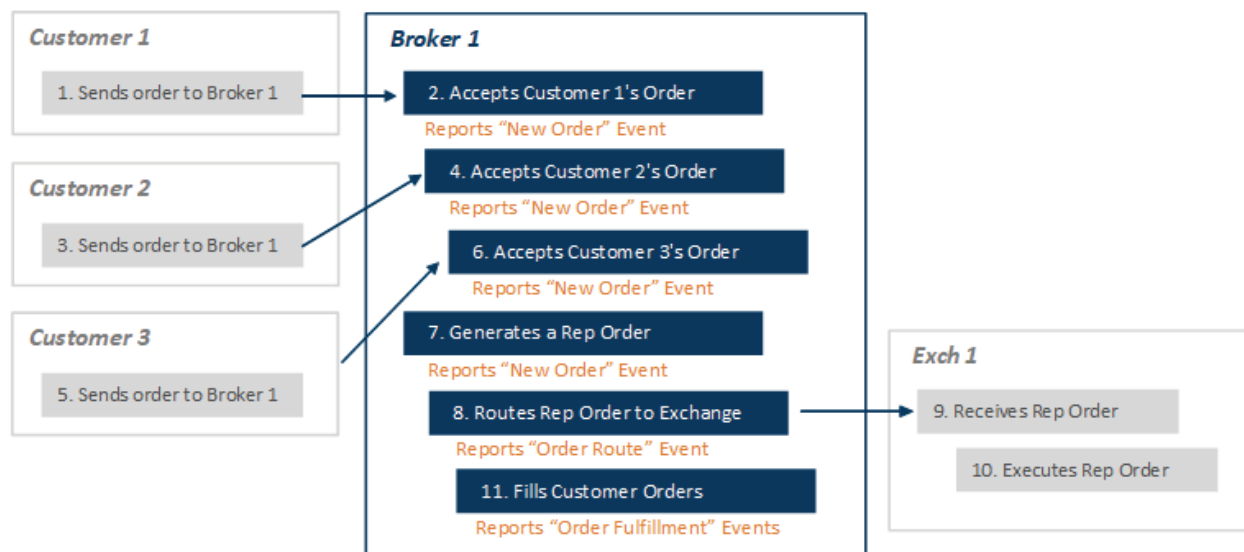 Customer 1
1. Sends order to Broker 1
Customer 2
3. Sends order to Broker 1
Customer 3
5. Sends order to Broker 1
Broker 1
2. Accepts Customer 1's Order
Reports “New Order” Event
4. Accepts Customer 2's Order
Reports “New Order” Event
6. Accepts Customer 3's Order
Reports “New Order” Event
7. Generates a Rep Order
Reports “New Order” Event
8. Routes Rep Order to Exchange
Reports “Order Route” Event
11. Fills Customer Orders
Reports “Order Fulfillment” Events
Exch 1
9. Receives Rep Order
10. Executes Rep Order